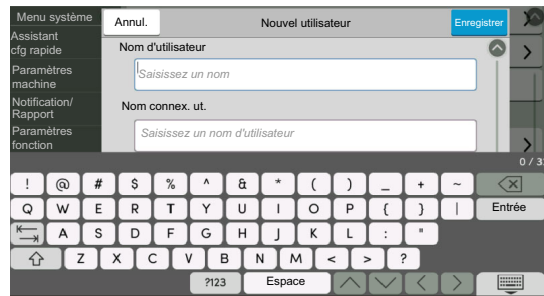 Menu système
Annul.
Nouvel utilisateur
Enregistrer
Assistant
cfg rapide
Paramètres
machine
Notification/
Rapport
Paramètres
fonction
Nom d'utilisateur
Saisissez un nom
Nom connex. ut.
Saisissez un nom d'utilisateur
0 / 3
! @ # $ % ^ & * ( ) _ + ~
Q W E R T Y U I O P { } | Entrée
A S D F G H J K L : "
Z X C V B N M < > ?
?123 Espace